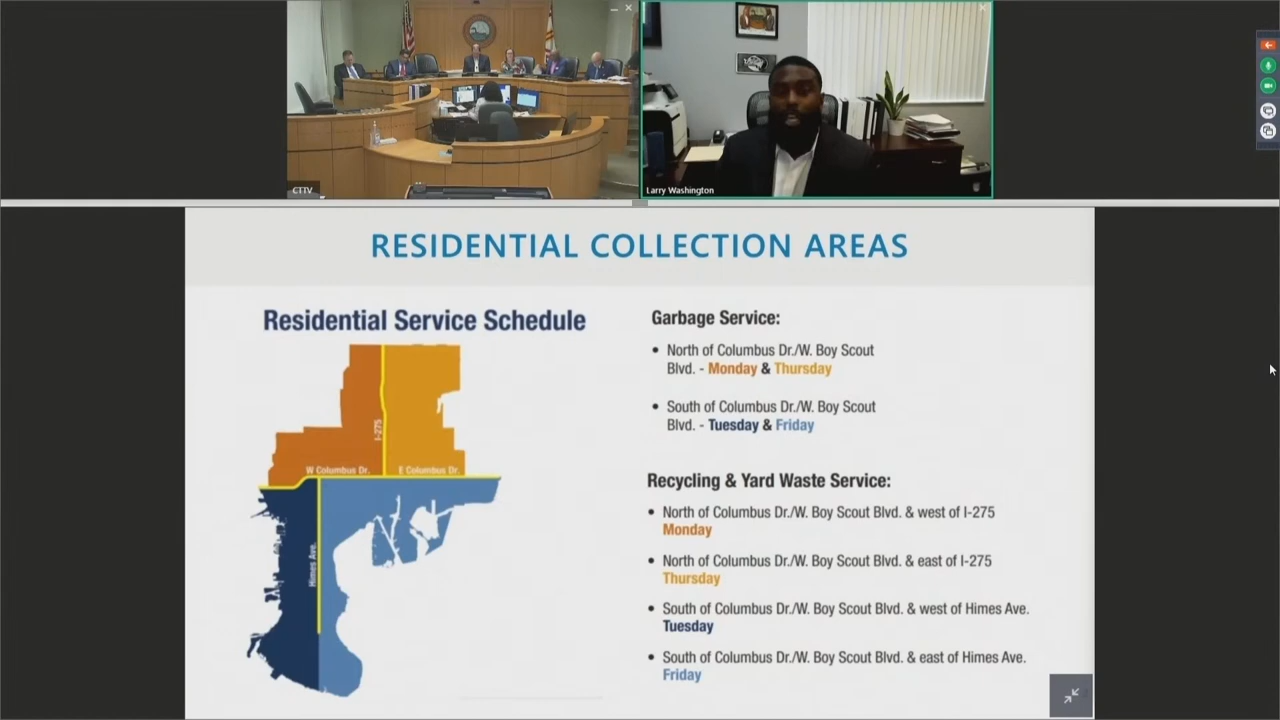 CTTV
Larry Washington
RESIDENTIAL COLLECTION AREAS
Residential Service Schedule
I-275
W Columbus Dr.
E Columbus Dr.
Himes Ave.
Garbage Service:
• North of Columbus Dr./W. Boy Scout
Blvd. - Monday & Thursday
• South of Columbus Dr./W. Boy Scout
Blvd. - Tuesday & Friday
Recycling & Yard Waste Service:
• North of Columbus Dr./W. Boy Scout Blvd. & west of I-275
Monday
• North of Columbus Dr./W. Boy Scout Blvd. & east of I-275
Thursday
• South of Columbus Dr./W. Boy Scout Blvd. & west of Himes Ave.
Tuesday
• South of Columbus Dr./W. Boy Scout Blvd. & east of Himes Ave.
Friday